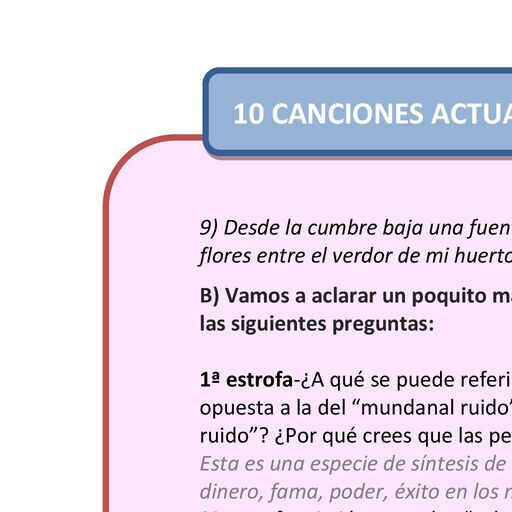 10 CANCIONES ACTUA
9) Desde la cumbre baja una fuen
flores entre el verdor de mi huerto
B) Vamos a aclarar un poquito m
las siguientes preguntas:
1ª estrofa-¿A qué se puede referi
opuesta a la del “mundanal ruido”
ruido”? ¿Por qué crees que las pe
Esta es una especie de síntesis de
dinero, fama, poder, éxito en los